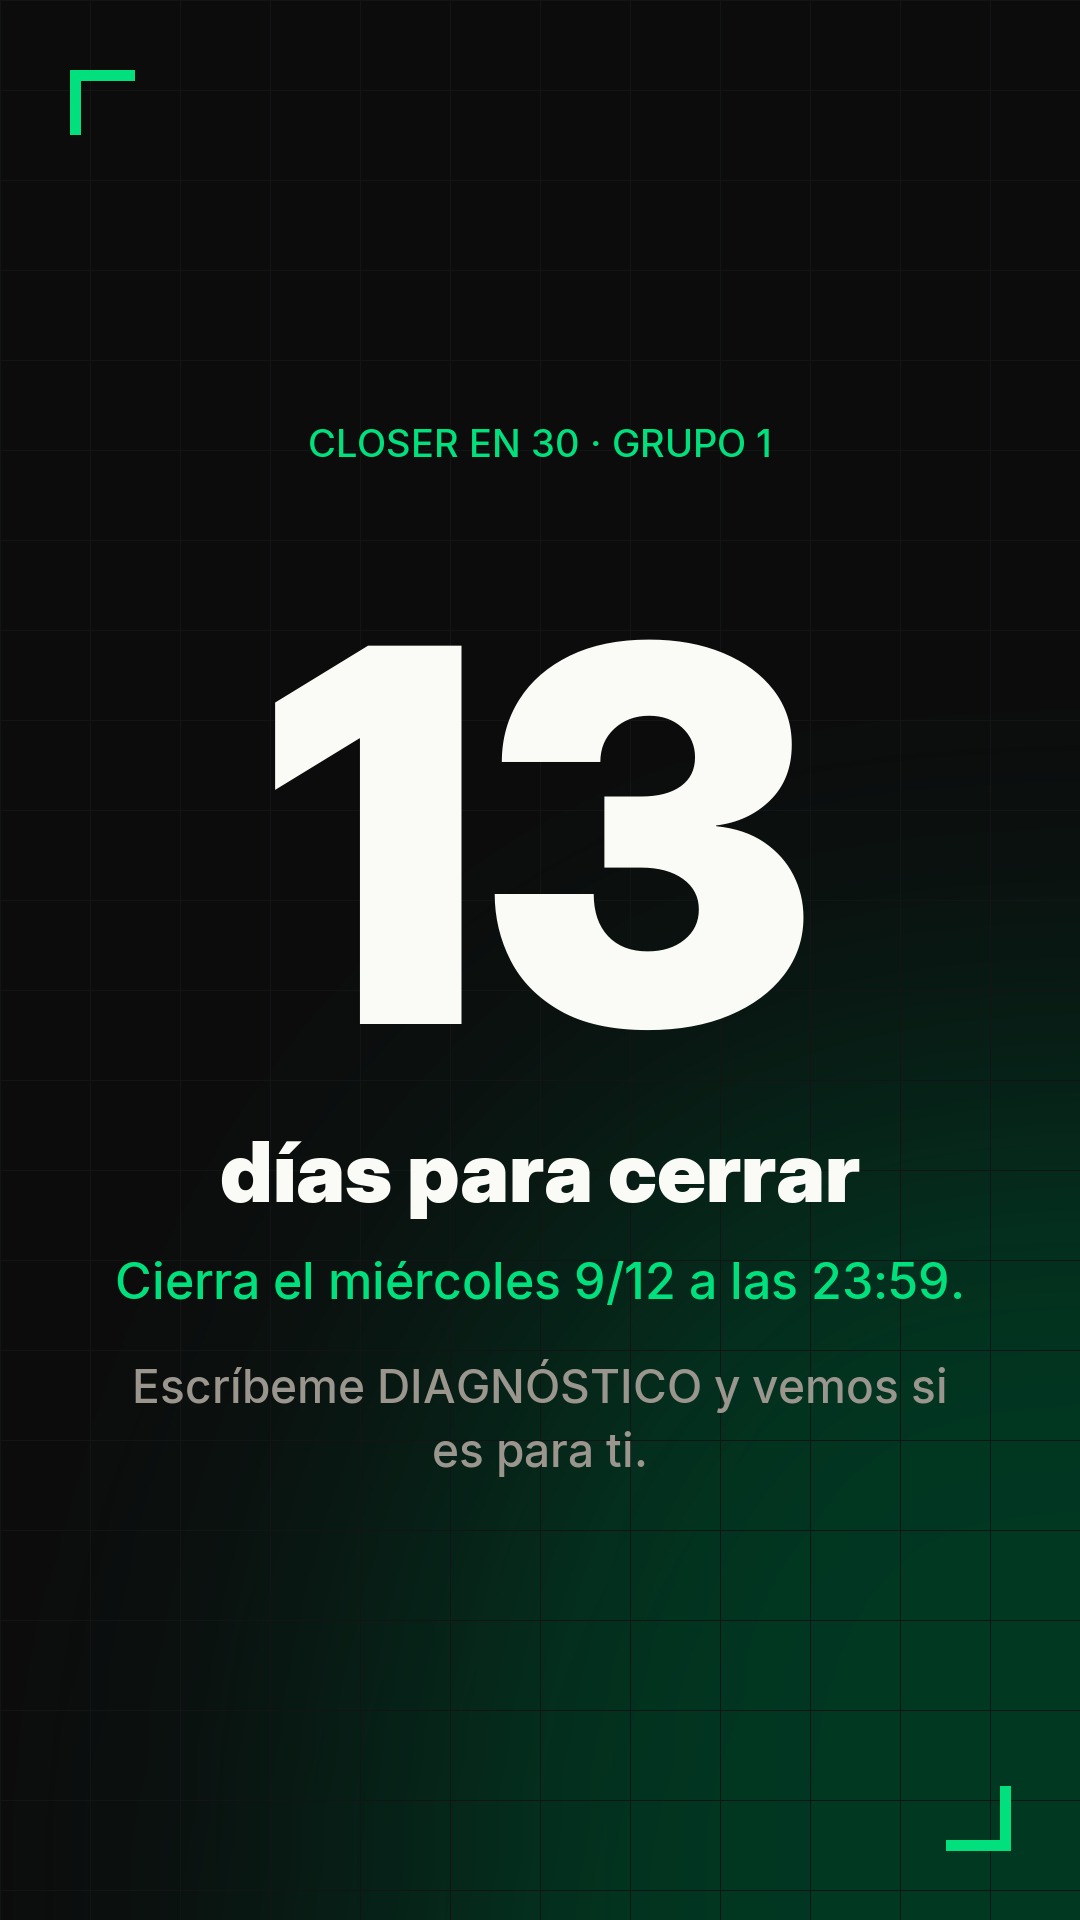 CLOSER EN 30 · GRUPO 1
13
días para cerrar
Cierra el miércoles 9/12 a las 23:59.
Escríbeme DIAGNÓSTICO y vemos si
es para ti.